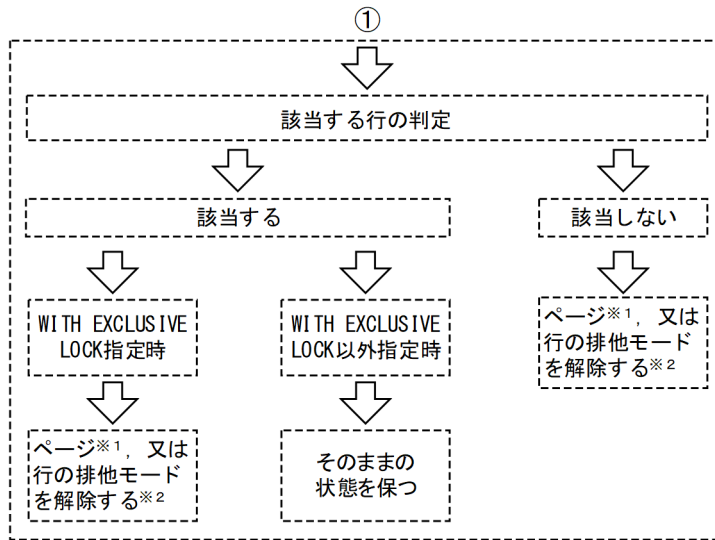 ①
該当する行の判定
該当する
該当しない
WITH EXCLUSIVE
LOCK指定時
WITH EXCLUSIVE
LOCK以外指定時
ページ※1，又は
行の排他モード
を解除する※2
ページ※1，又は
行の排他モード
を解除する※2
そのままの
状態を保つ